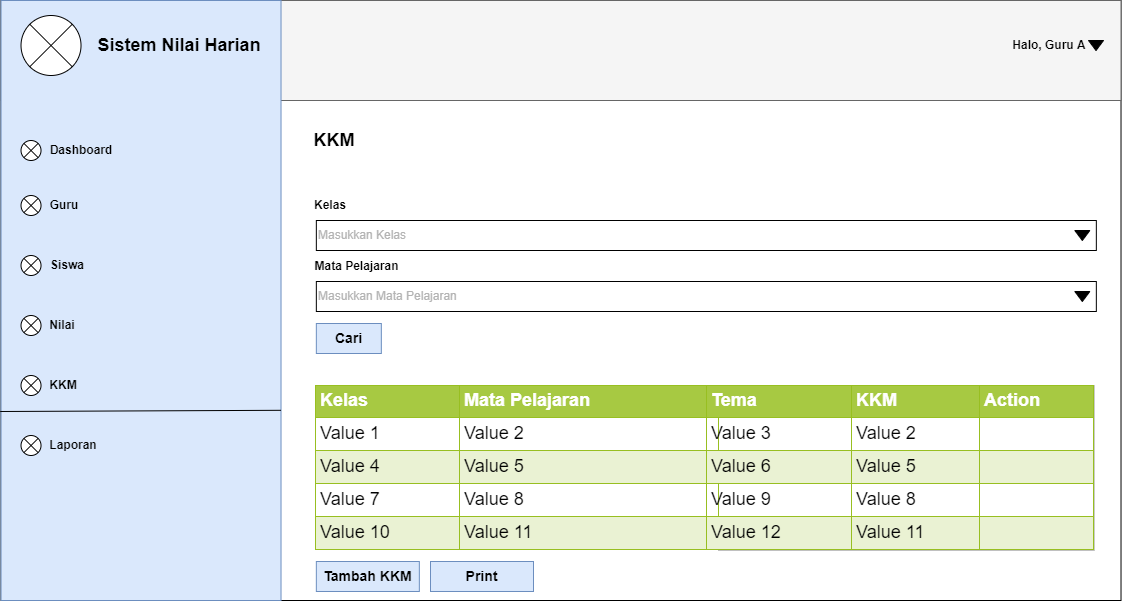 Sistem Nilai Harian
Halo, Guru A
Dashboard
Guru
Siswa
Nilai
KKM
Laporan
KKM
Kelas
Masukkan Kelas
Mata Pelajaran
Masukkan Mata Pelajaran
Cari
Kelas Mata Pelajaran Tema KKM Action
Value 1 Value 2 Value 3 Value 2
Value 4 Value 5 Value 6 Value 5
Value 7 Value 8 Value 9 Value 8
Value 10 Value 11 Value 12 Value 11
Tambah KKM Print